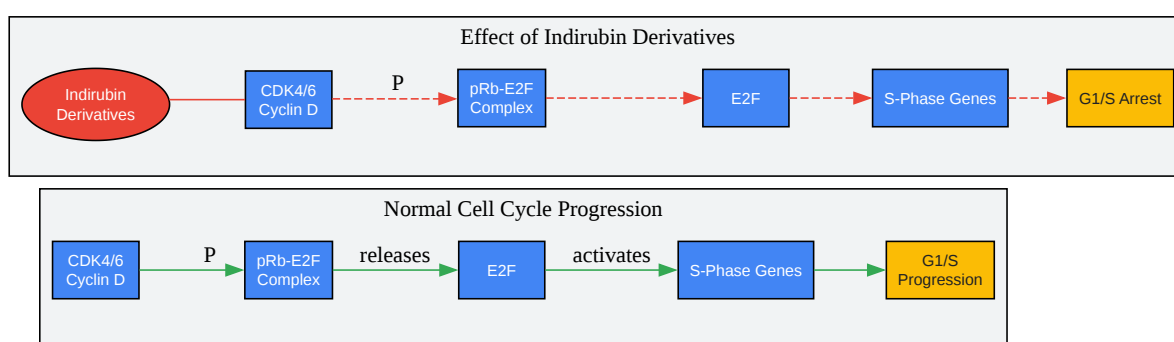 Effect of Indirubin Derivatives
Indirubin
Derivatives
CDK4/6
Cyclin D
P
pRb-E2F
Complex
E2F
S-Phase Genes
G1/S Arrest
Normal Cell Cycle Progression
CDK4/6
Cyclin D
P
pRb-E2F
Complex
releases
E2F
activates
S-Phase Genes
G1/S
Progression